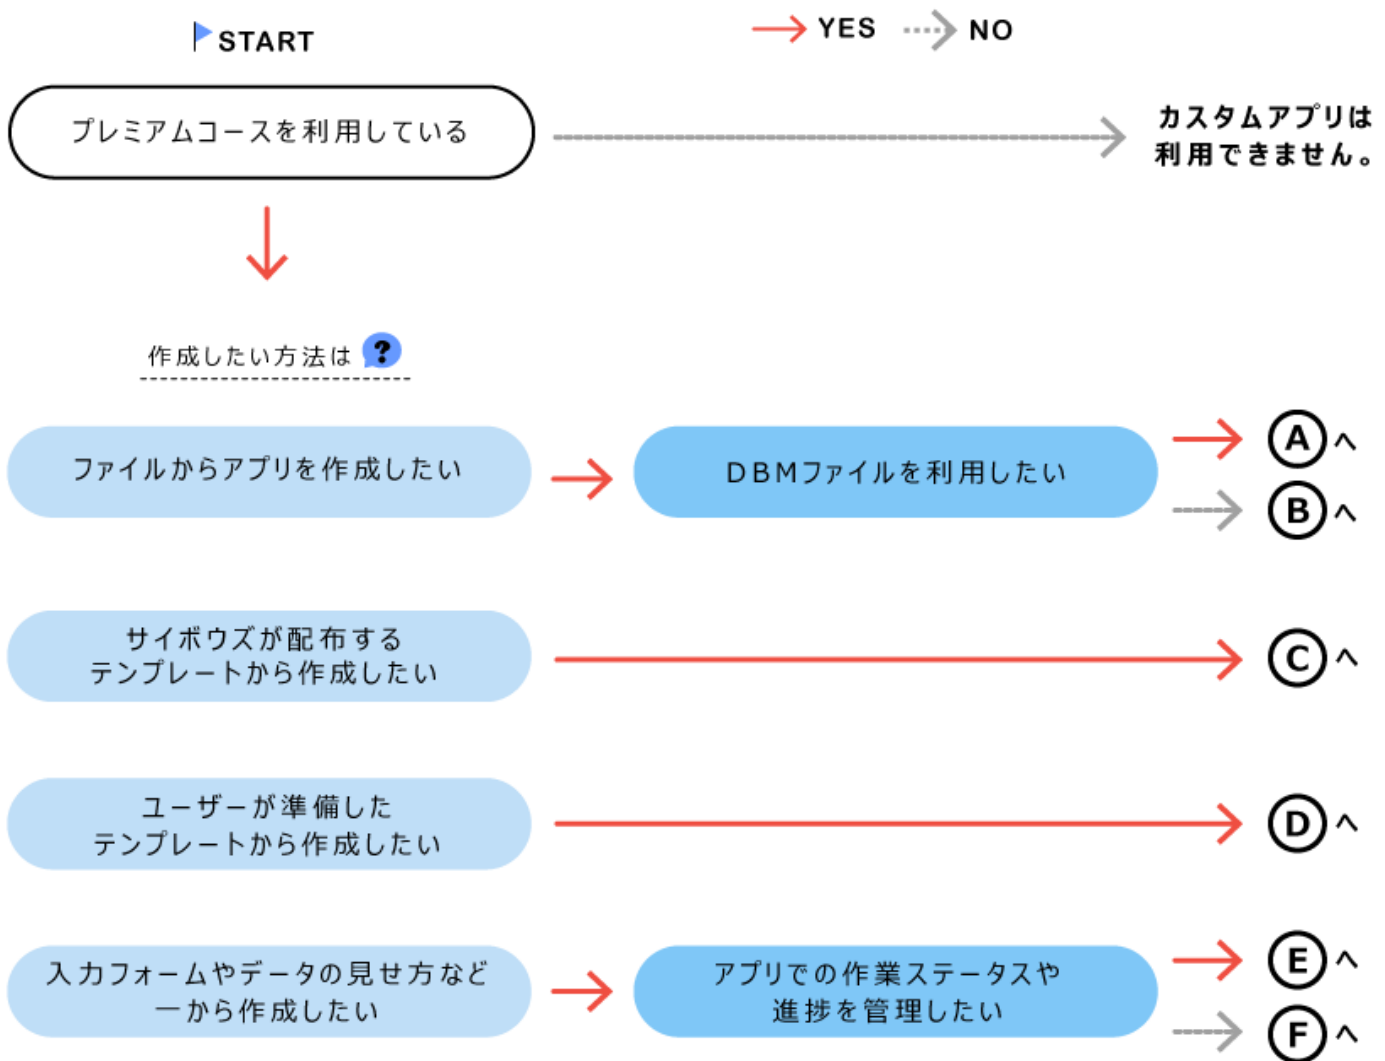 START
YES
NO
プレミアムコースを利用している
カスタムアプリは
利用できません。
作成したい方法は ?
ファイルからアプリを作成したい
DBMファイルを利用したい
Aへ
Bへ
サイボウズが配布する
テンプレートから作成したい
Cへ
ユーザーが準備した
テンプレートから作成したい
Dへ
入力フォームやデータの見せ方など
一から作成したい
アプリでの作業ステータスや
進捗を管理したい
Eへ
Fへ